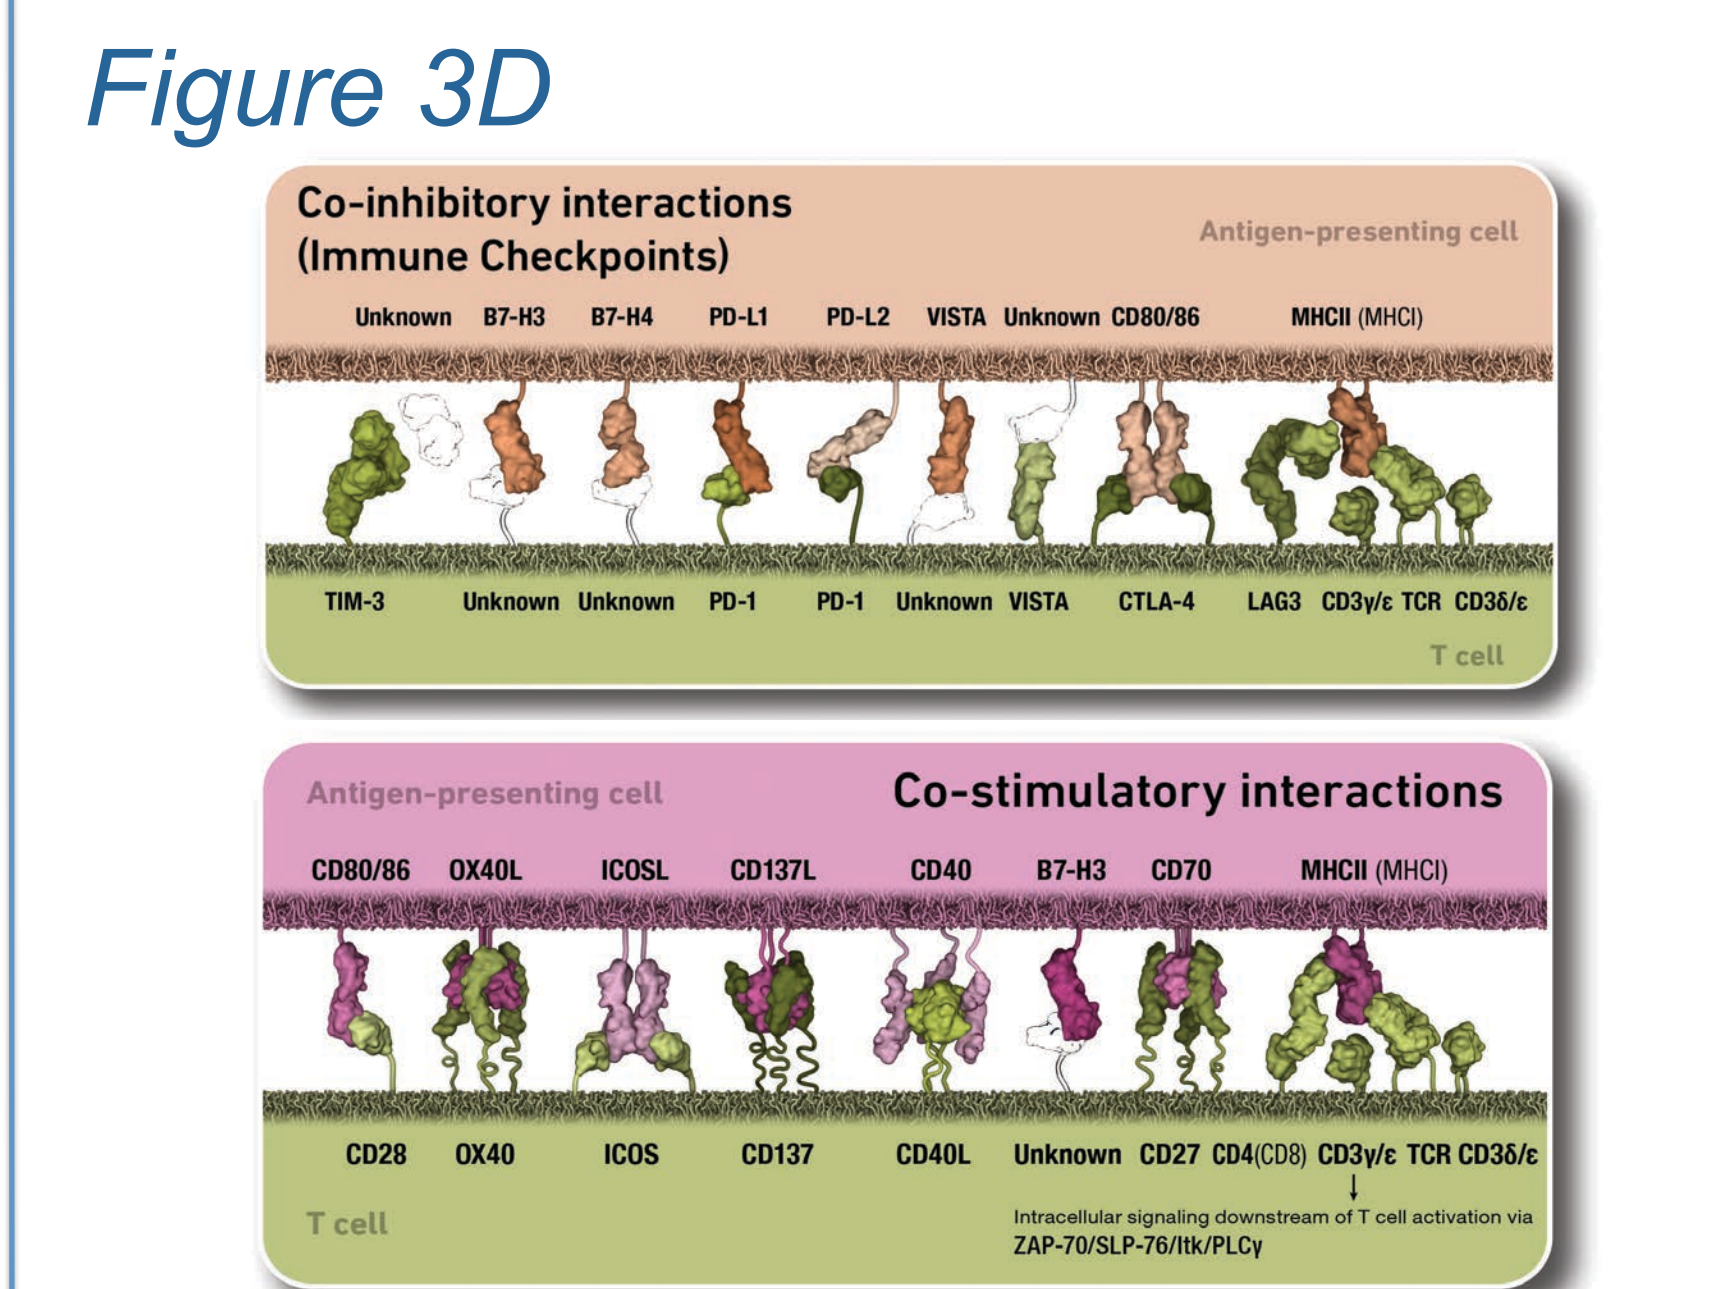 Figure 3D
Co-inhibitory interactions
(Immune Checkpoints)
Antigen-presenting cell
Unknown B7-H3 B7-H4 PD-L1 PD-L2 VISTA Unknown CD80/86 MHCII (MHCI)
TIM-3 Unknown Unknown PD-1 PD-1 Unknown VISTA CTLA-4 LAG3 CD3γ/ε TCR CD3δ/ε
T cell
Antigen-presenting cell Co-stimulatory interactions
CD80/86 OX40L ICOSL CD137L CD40 B7-H3 CD70 MHCII (MHCI)
CD28 OX40 ICOS CD137 CD40L Unknown CD27 CD4(CD8) CD3γ/ε TCR CD3δ/ε
Intracellular signaling downstream of T cell activation via
T cell
ZAP-70/SLP-76/Itk/PLCγ